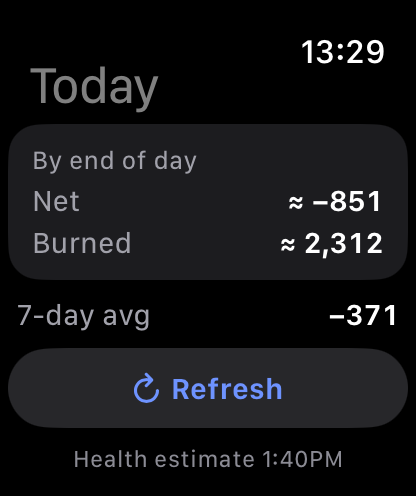 13:29
Today
By end of day
Net ≈ −851
Burned ≈ 2,312
7-day avg −371
Refresh
Health estimate 1:40PM